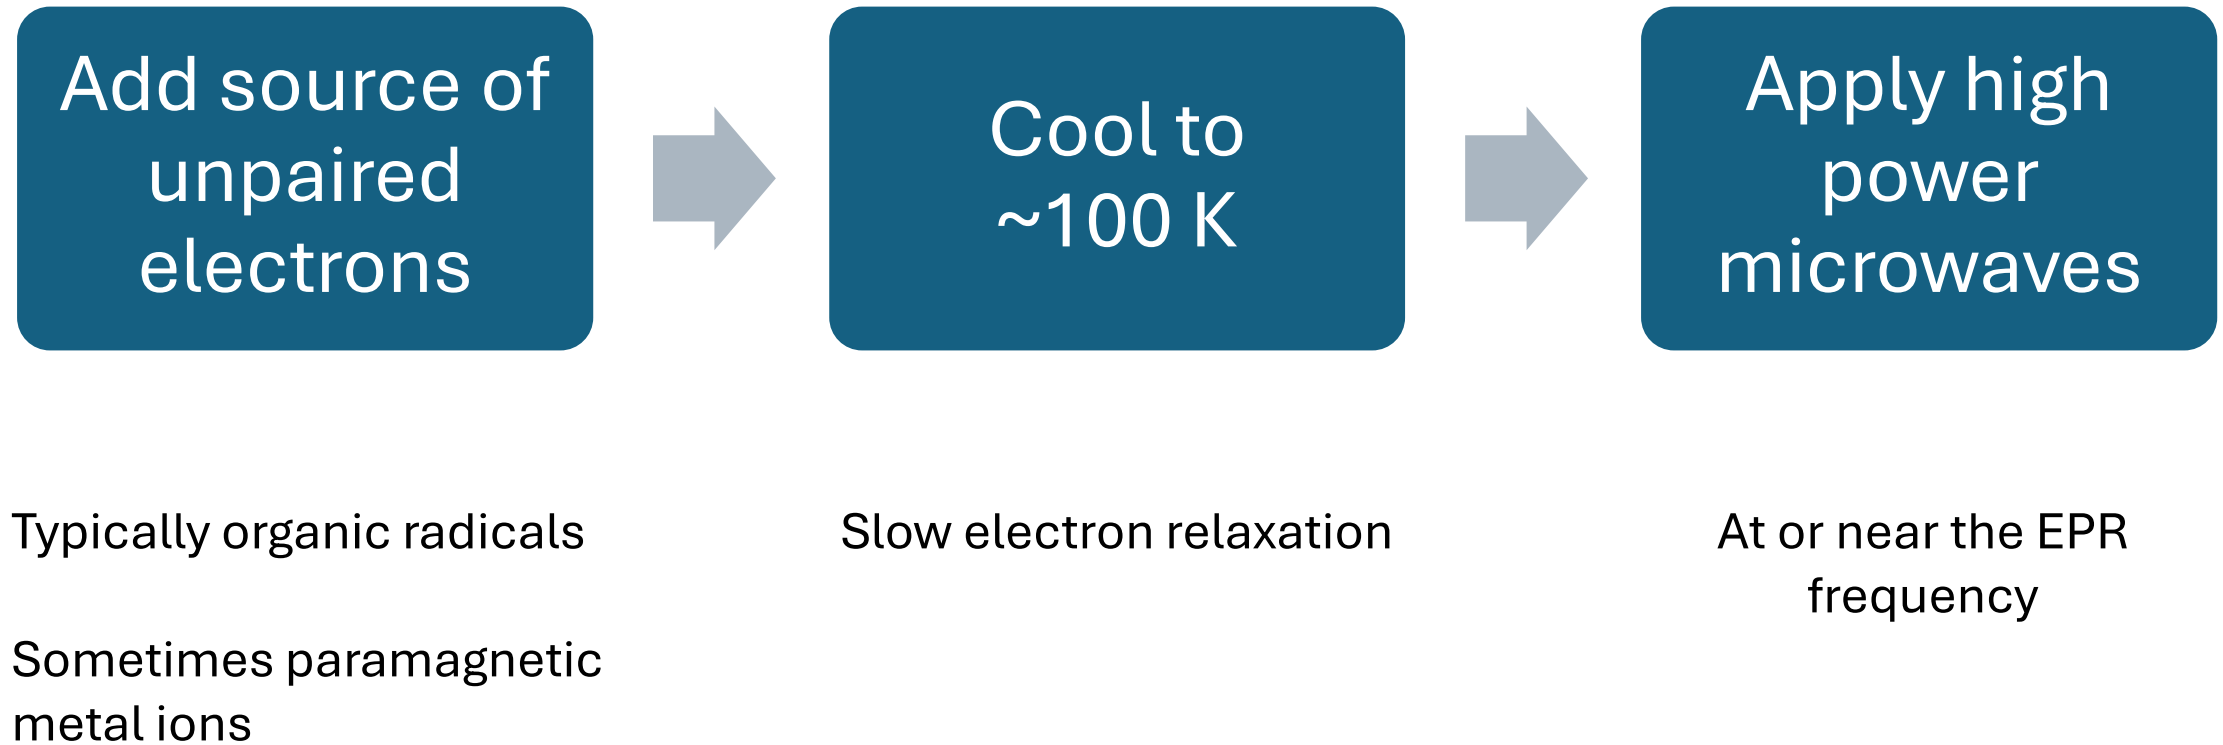 Add source of
unpaired
electrons
Cool to
~100 K
Apply high
power
microwaves
Typically organic radicals
Sometimes paramagnetic
metal ions
Slow electron relaxation
At or near the EPR
frequency